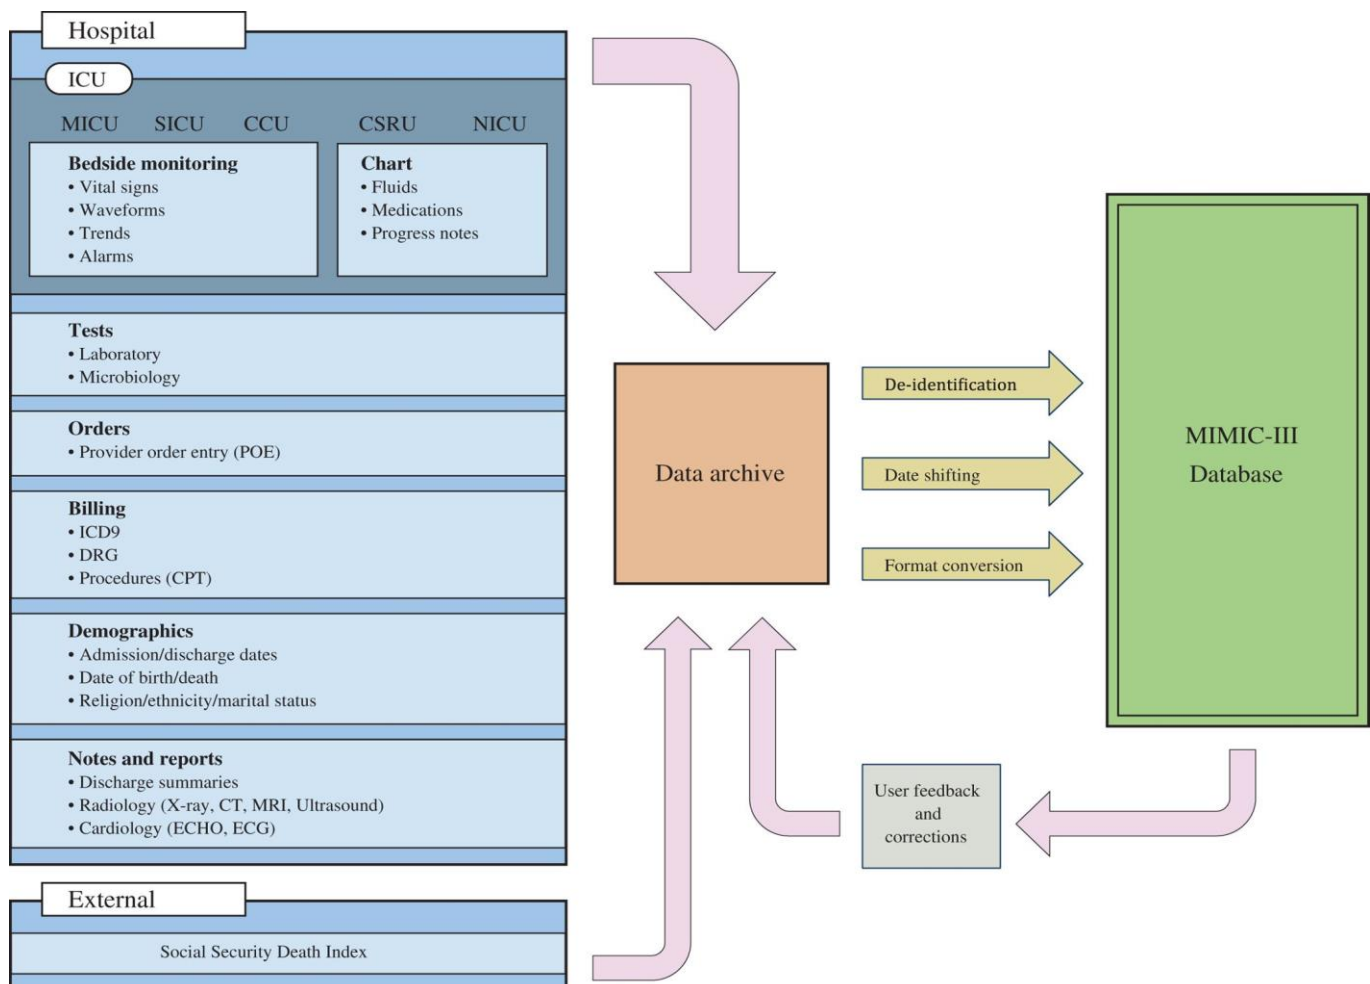 Hospital
ICU
MICU SICU CCU CSRU NICU
Bedside monitoring
• Vital signs
• Waveforms
• Trends
• Alarms
Chart
• Fluids
• Medications
• Progress notes
Tests
• Laboratory
• Microbiology
Orders
• Provider order entry (POE)
Billing
• ICD9
• DRG
• Procedures (CPT)
Demographics
• Admission/discharge dates
• Date of birth/death
• Religion/ethnicity/marital status
Notes and reports
• Discharge summaries
• Radiology (X-ray, CT, MRI, Ultrasound)
• Cardiology (ECHO, ECG)
External
Social Security Death Index
Data archive
De-identification
Date shifting
Format conversion
MIMIC-III
Database
User feedback
and
corrections